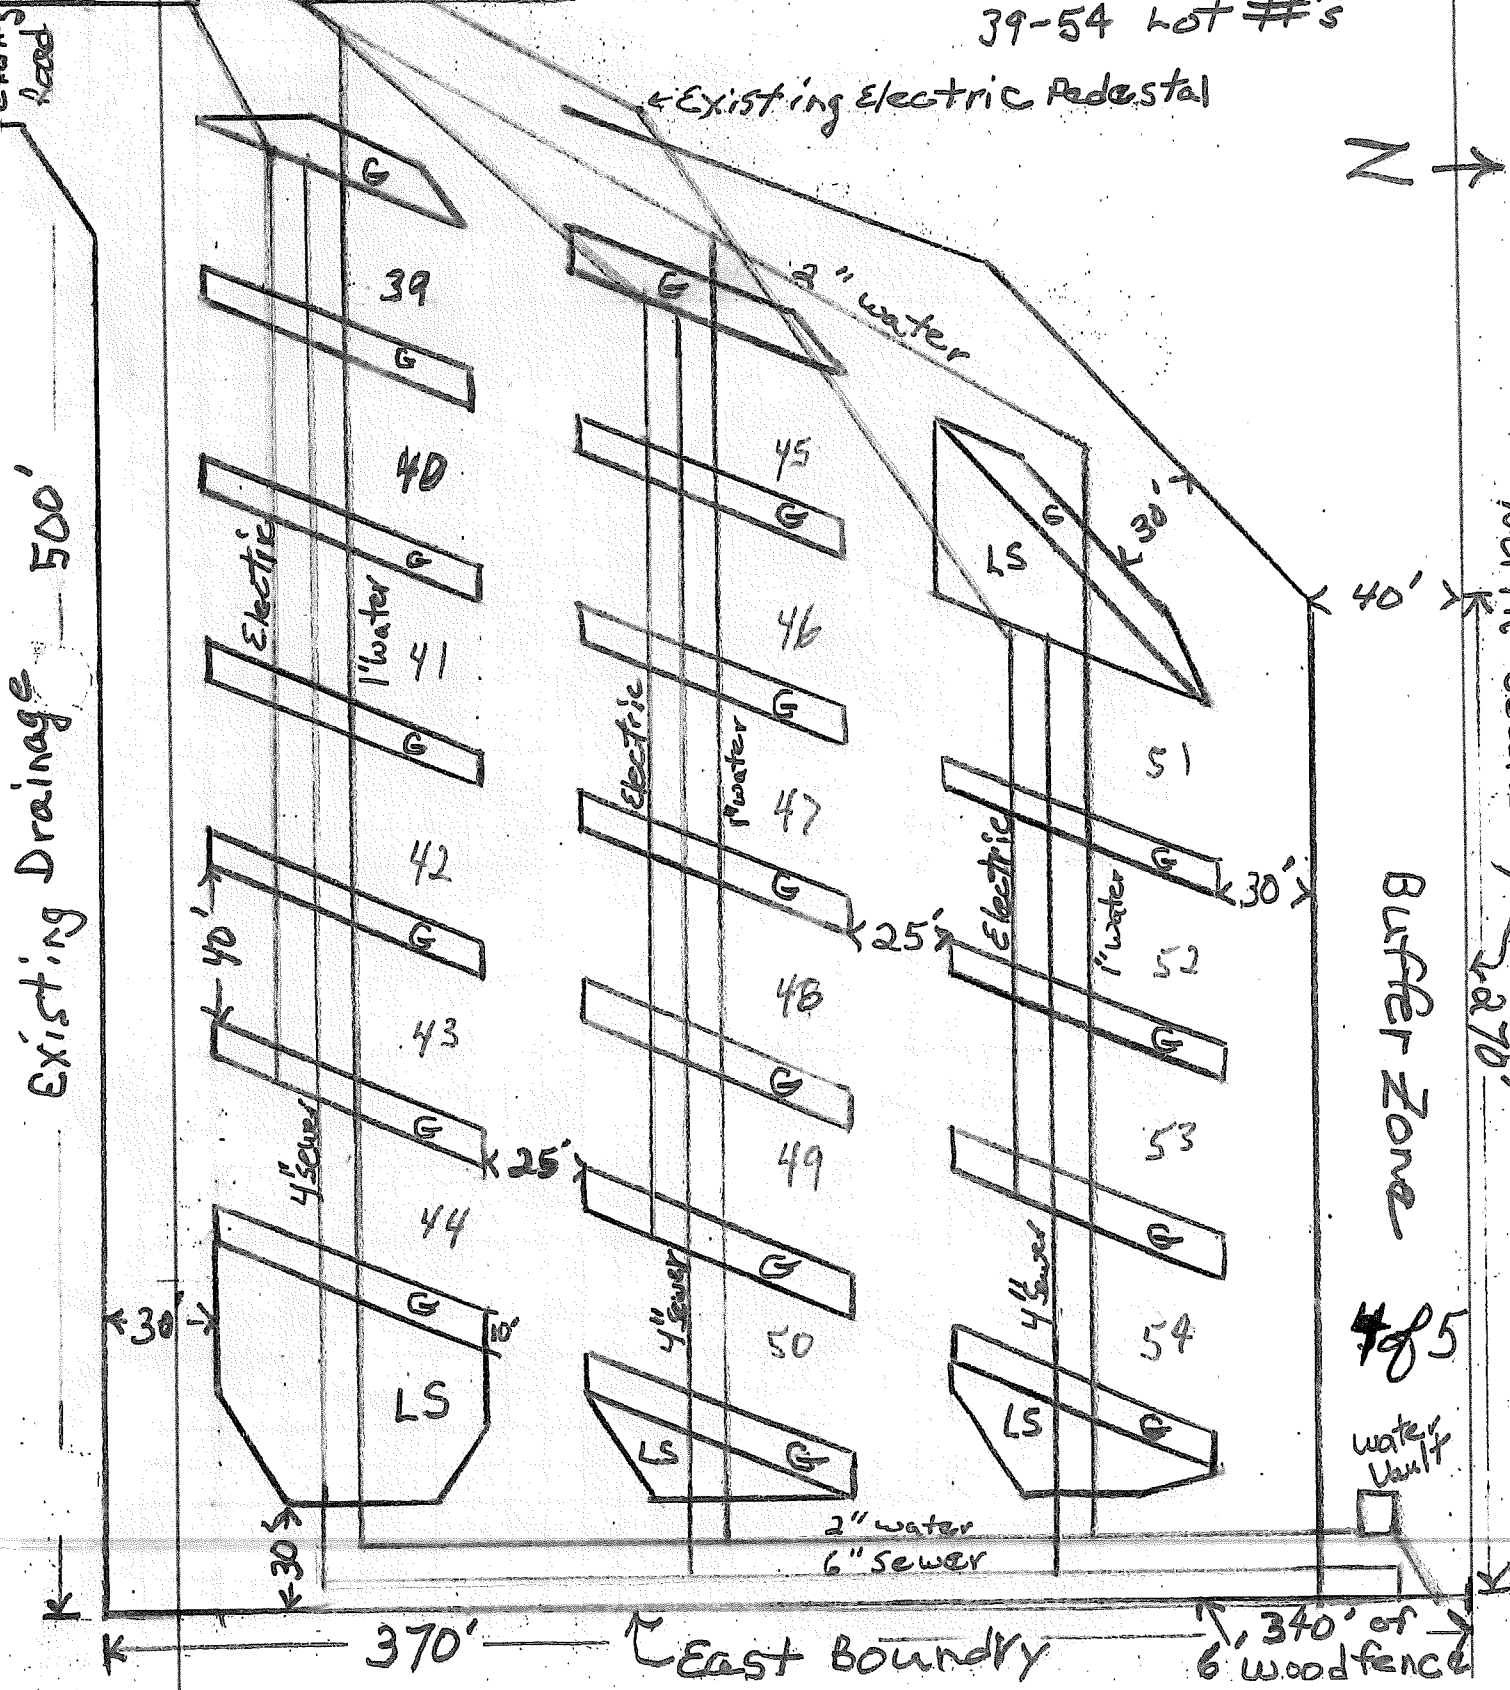 39-54 Lot #'s
Road
←Existing Electric Pedestal
N →
G
39
G
3" water
G
40
45
G
G
LS
30'
Existing Drainage 500'
Electric
1" water
41
G
46
G
40'
51
G
Electric
1" water
47
G
42
G
40'
Electric
1" water
30'
25'
52
G
Buffer Zone
270'
43
G
48
G
53
G
25'
49
G
4" sewer
44
G
10'
30'
4" sewer
50
G
4" sewer
54
G
4 of 5
LS
LS
LS
water
Vault
30'
2" water
6" sewer
370'
East Boundry
340' of
6' wood fence